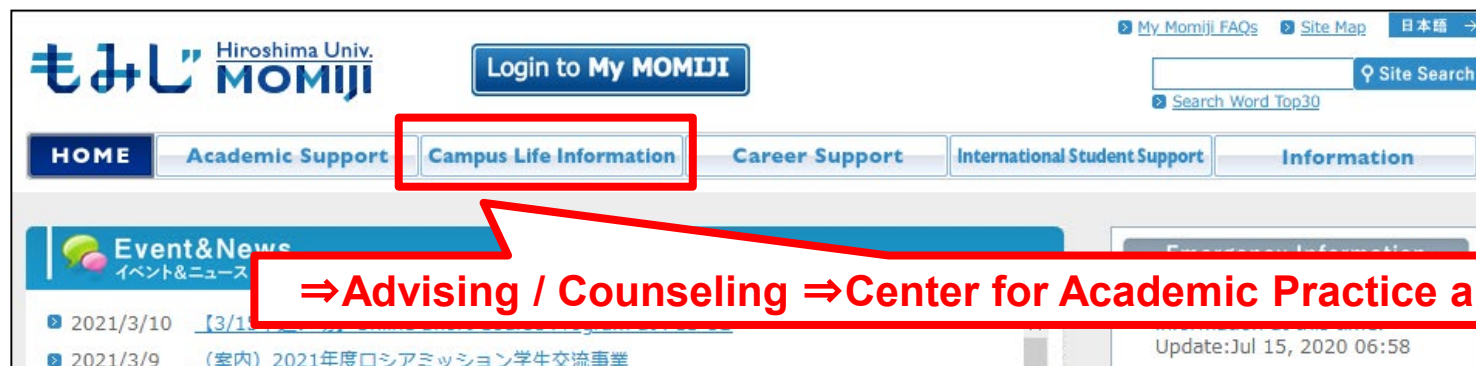 My Momiji FAQs Site Map 日本語
もみじ Hiroshima Univ. MOMIJI
Login to My MOMIJI
Site Search
Search Word Top30
HOME Academic Support Campus Life Information Career Support International Student Support Information
Event&News
イベント&ニュース
Emergency Information
⇒Advising / Counseling ⇒Center for Academic Practice a
2021/3/10 【3/15
Update:Jul 15, 2020 06:58
2021/3/9 (案内) 2021年度ロシアミッション学生交流事業